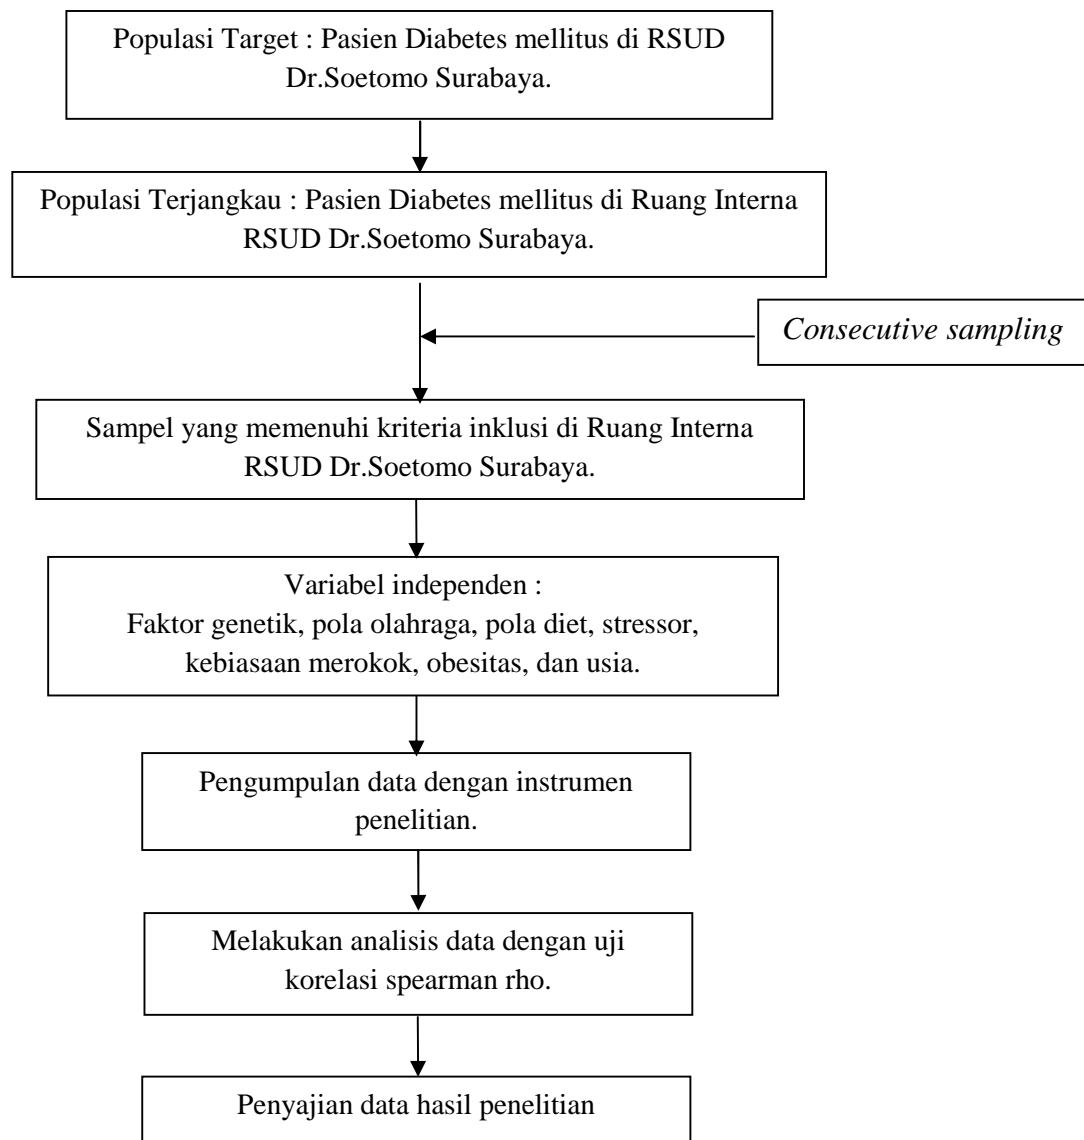 Populasi Target : Pasien Diabetes mellitus di RSUD
Dr.Soetomo Surabaya.
Populasi Terjangkau : Pasien Diabetes mellitus di Ruang Interna
RSUD Dr.Soetomo Surabaya.
Consecutive sampling
Sampel yang memenuhi kriteria inklusi di Ruang Interna
RSUD Dr.Soetomo Surabaya.
Variabel independen :
Faktor genetik, pola olahraga, pola diet, stressor,
kebiasaan merokok, obesitas, dan usia.
Pengumpulan data dengan instrumen
penelitian.
Melakukan analisis data dengan uji
korelasi spearman rho.
Penyajian data hasil penelitian